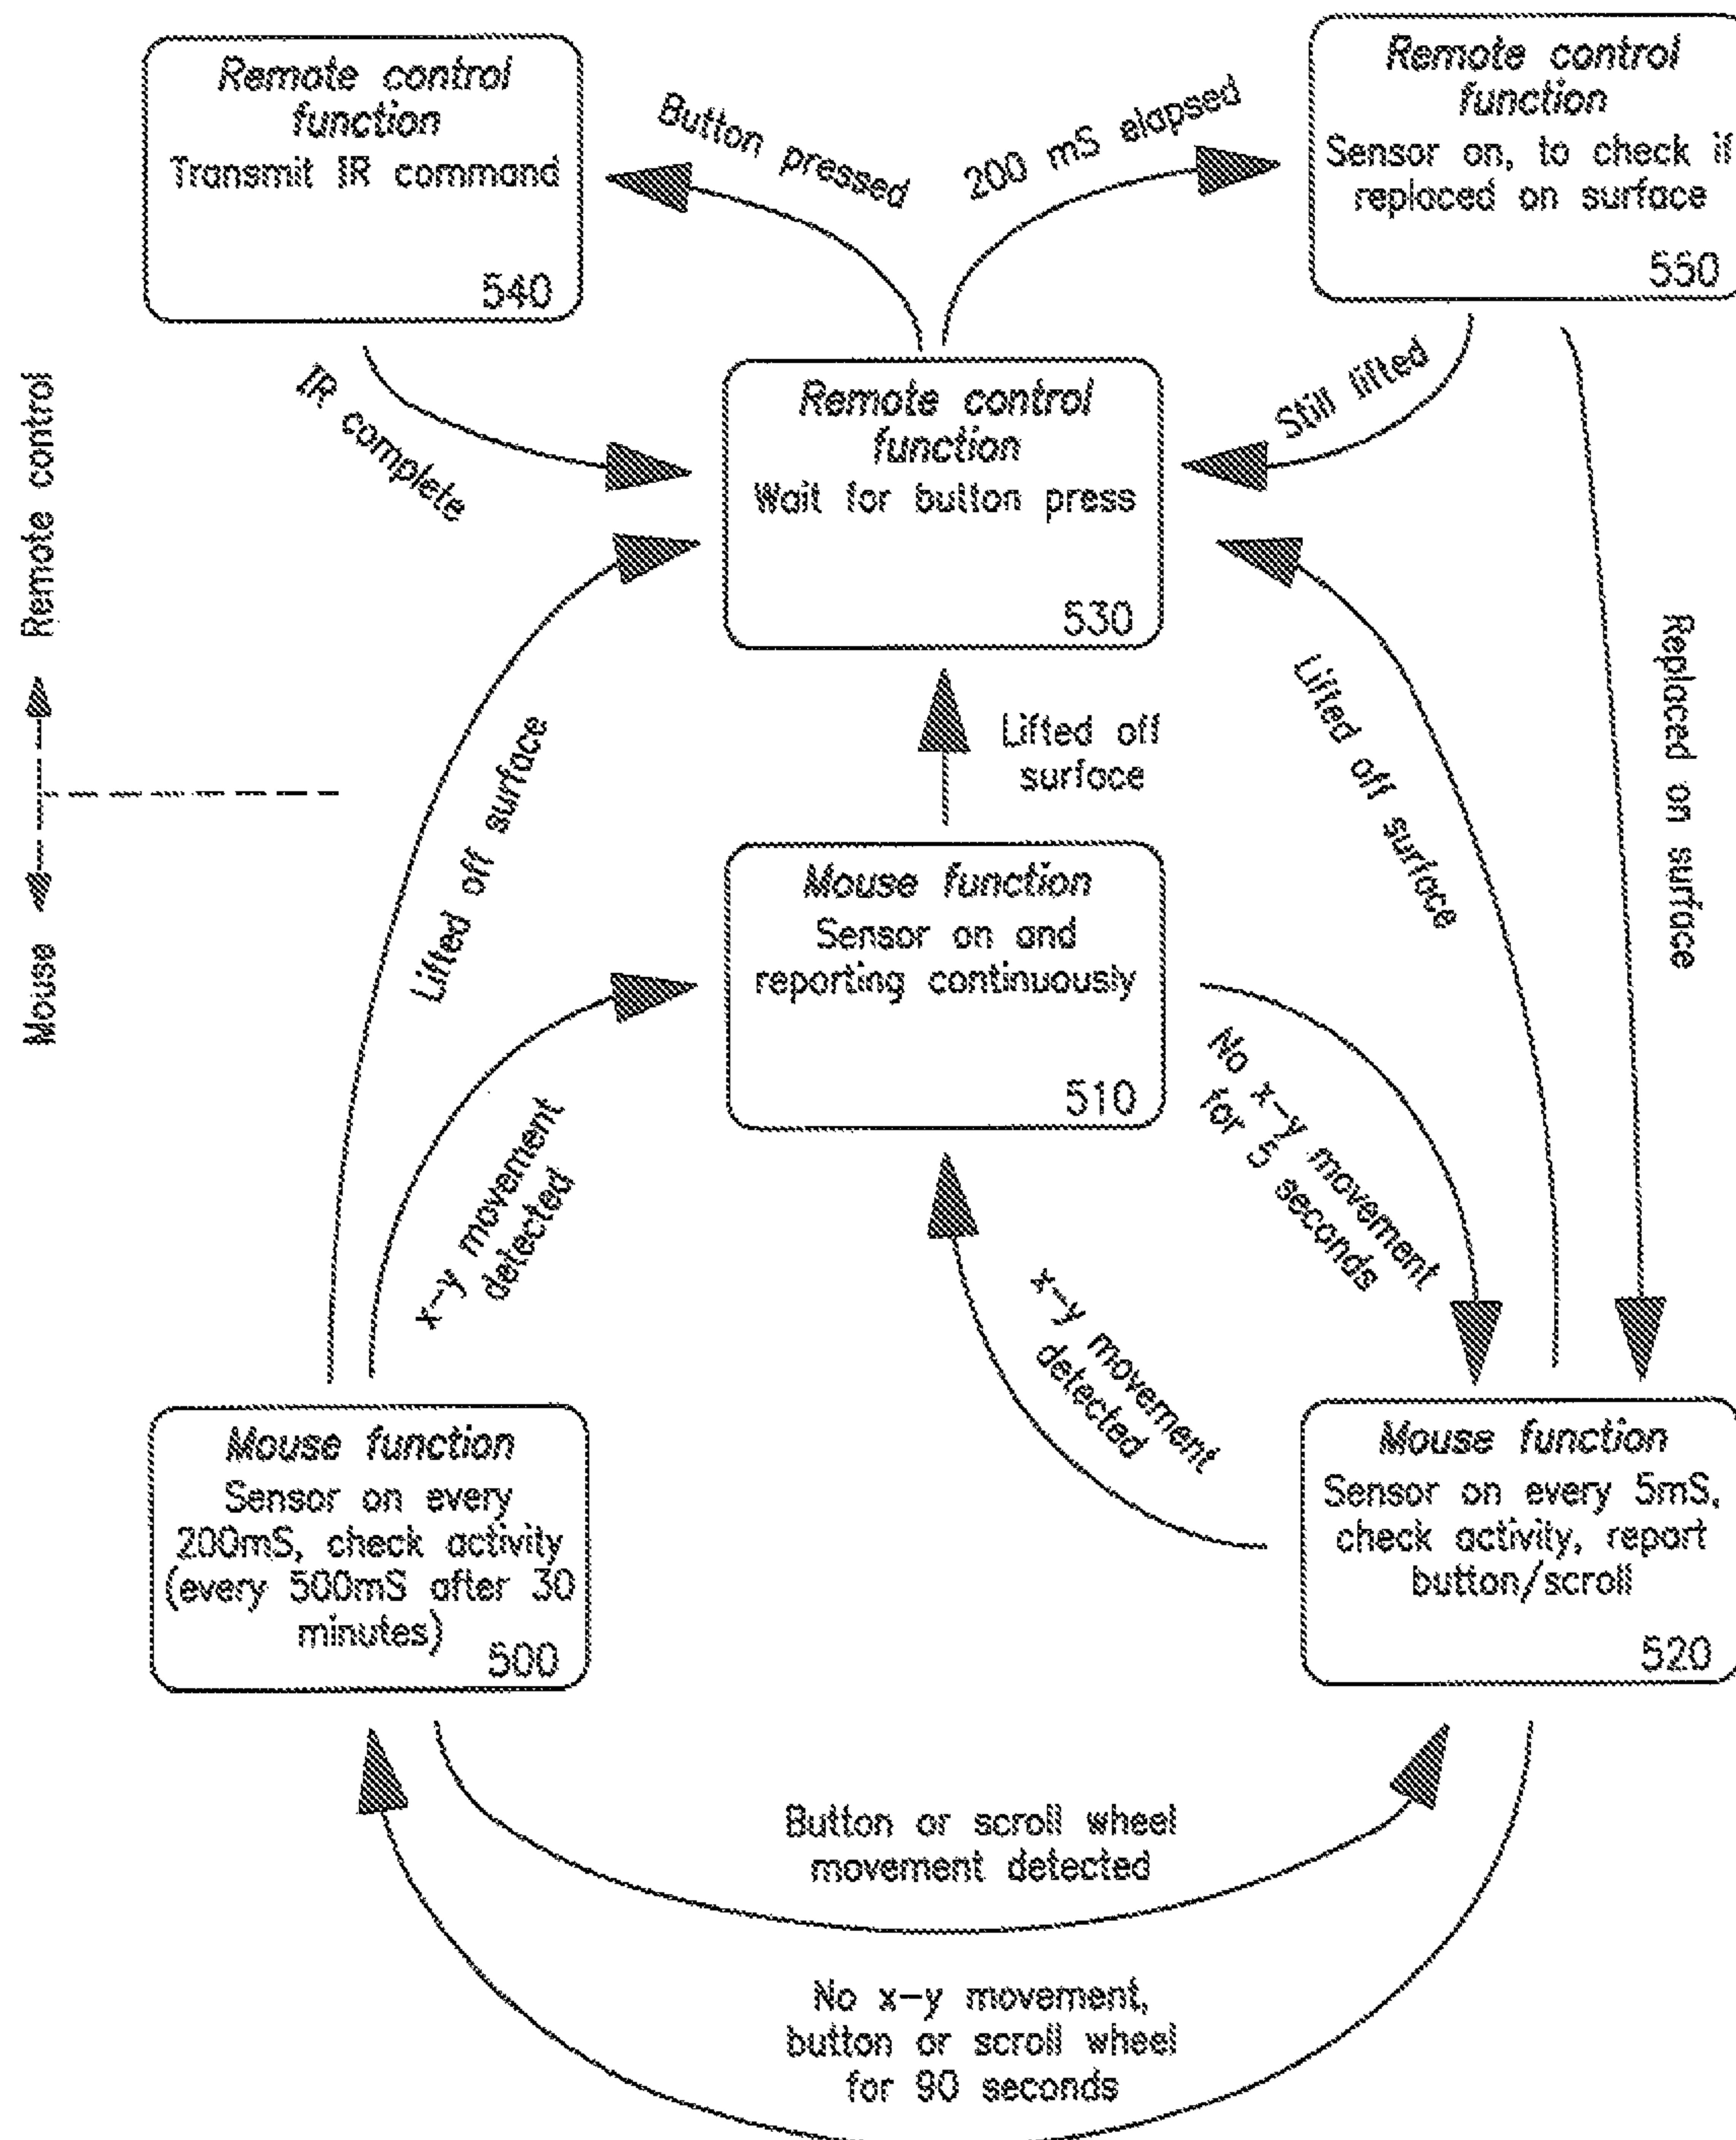 Remote control
function
Transmit IR command
540
Button pressed
200 mS elapsed
Remote control
function
Sensor on, to check if
replaced on surface
550
IR complete
Remote control
function
Wait for button press
530
Still lifted
Remote control
Mouse
Lifted off surface
Lifted off
surface
Lifted off surface
Replaced on surface
Mouse function
Sensor on and
reporting continuously
510
x-y movement
detected
No x-y movement
for 5 seconds
x-y movement
detected
Mouse function
Sensor on every
200mS, check activity
(every 500mS after 30
minutes)
500
Mouse function
Sensor on every 5mS,
check activity, report
button/scroll
520
Button or scroll wheel
movement detected
No x-y movement,
button or scroll wheel
for 90 seconds